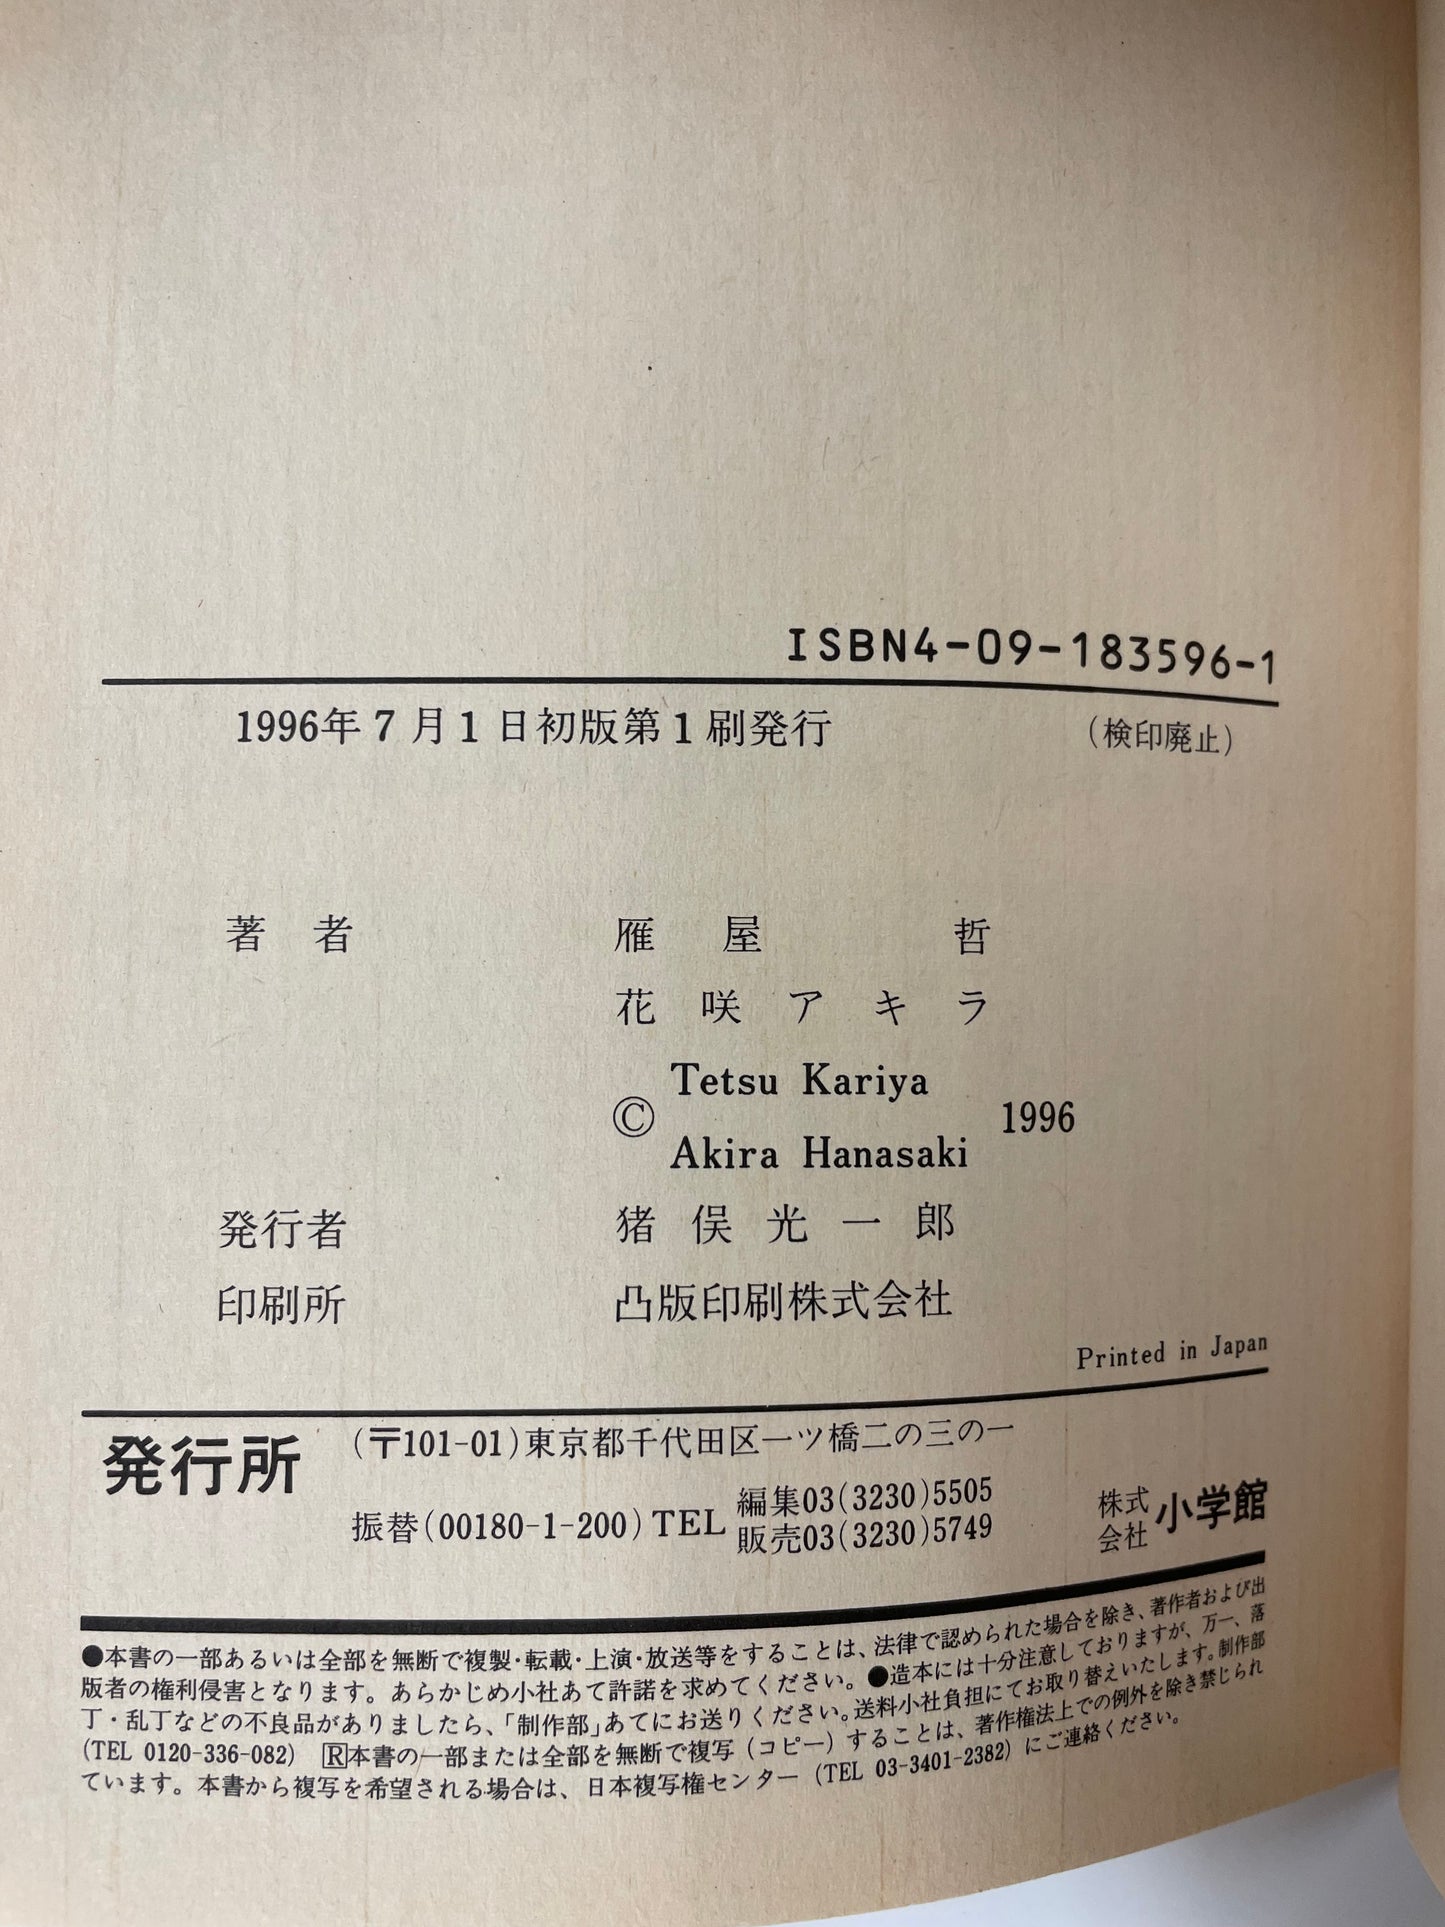 ISBN4-09-183596-1
1996年7月1日初版第1刷発行 (検印廃止)
著者 雁屋 哲
花咲アキラ
© Tetsu Kariya
Akira Hanasaki 1996
発行者 猪俣光一郎
印刷所 凸版印刷株式会社
Printed in Japan
発行所 (〒101-01)東京都千代田区一ツ橋二の三の一
振替(00180-1-200) TEL 編集03(3230)5505
販売03(3230)5749
株式会社 小学館
●本書の一部あるいは全部を無断で複製・転載・上演・放送等をすることは、法律で認められた場合を除き、著作者および出
版者の権利侵害となります。あらかじめ小社あて許諾を求めてください。●造本には十分注意しておりますが、万一、落
丁・乱丁などの不良品がありましたら、「制作部」あてにお送りください。送料小社負担にてお取り替えいたします。制作部
(TEL 0120-336-082) R本書の一部または全部を無断で複写(コピー)することは、著作権法上での例外を除き禁じられ
ています。本書から複写を希望される場合は、日本複写権センター(TEL 03-3401-2382)にご連絡ください。